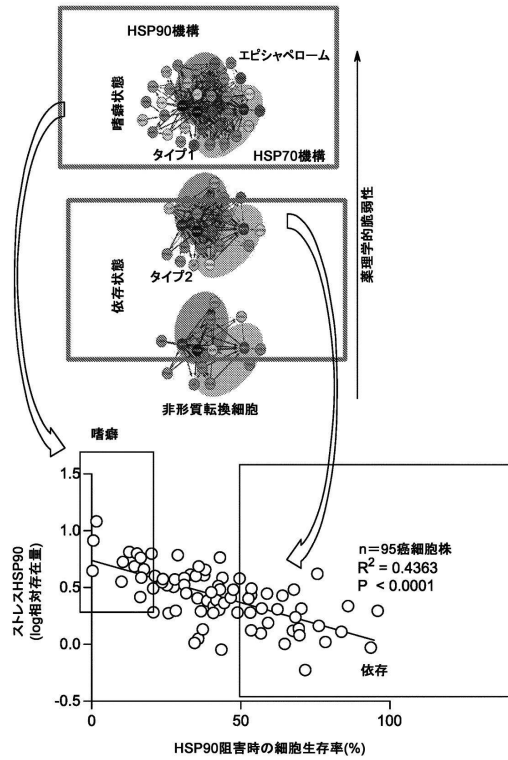 HSP90機構
エピシャペローム
嗜癖状態
タイプ1
HSP70機構
薬理学的脆弱性
依存状態
タイプ2
非形質転換細胞
嗜癖
1.5
1.0
0.5
0.0
-0.5
ストレスHSP90
(log相対存在量)
n=95癌細胞株
R2 = 0.4363
P < 0.0001
依存
0
50
100
HSP90阻害時の細胞生存率(%)